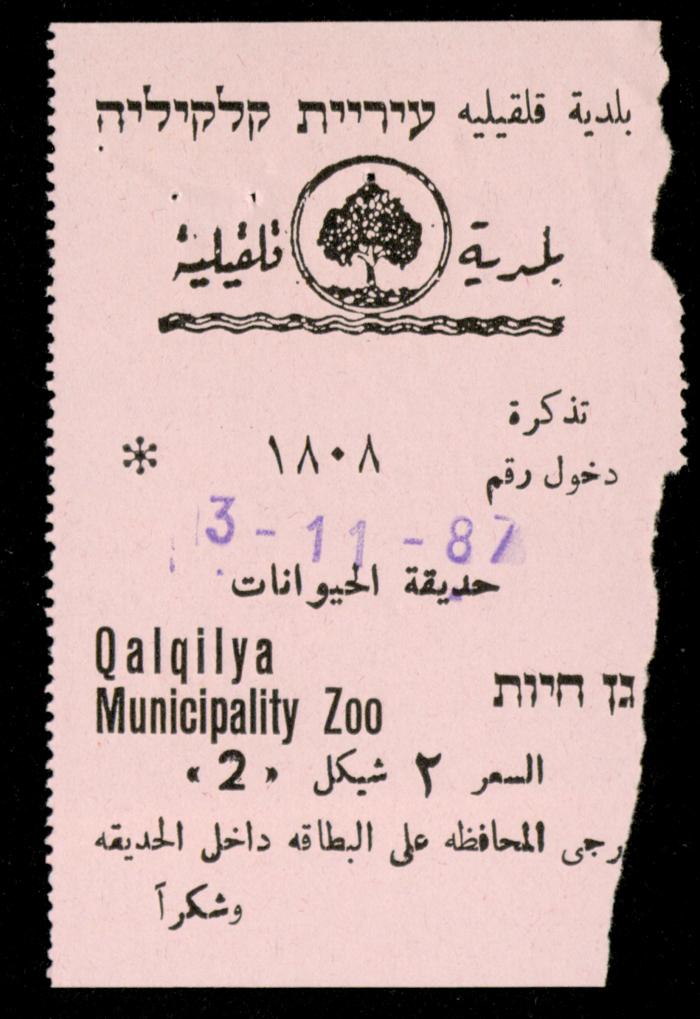 بلدية قلقيليه עיריית קלקיליה
بلدية قلقيلية
تذكرة
دخول رقم ١٨٠٨ *
3-11-87
حديقة الحيوانات
Qalqilya
Municipality Zoo גן חיות
السعر ٢ شيكل «2»
رجى المحافظه على البطاقه داخل الحديقه
وشكراً